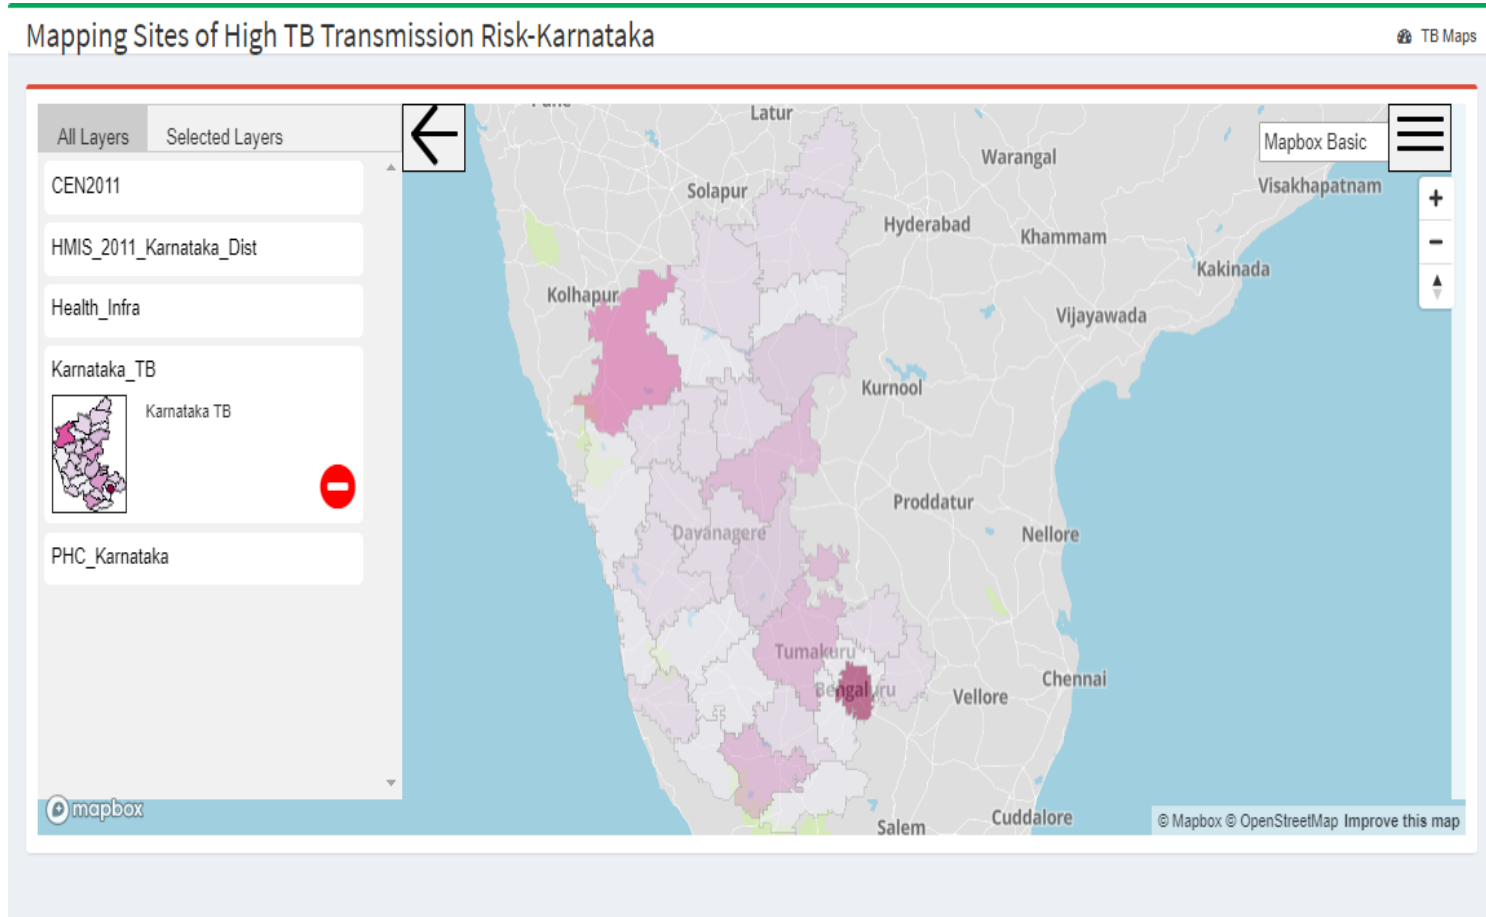 Mapping Sites of High TB Transmission Risk-Karnataka
TB Maps
All Layers
Selected Layers
CEN2011
HMIS_2011_Karnataka_Dist
Health_Infra
Karnataka_TB
Karnataka TB
PHC_Karnataka
mapbox
Latur
Warangal
Mapbox Basic
Solapur
Visakhapatnam
Hyderabad
Khammam
Kakinada
Kolhapur
Vijayawada
Kurnool
Proddatur
Davanagere
Nellore
Tumakuru
Bengaluru
Chennai
Vellore
Cuddalore
Salem
© Mapbox © OpenStreetMap Improve this map